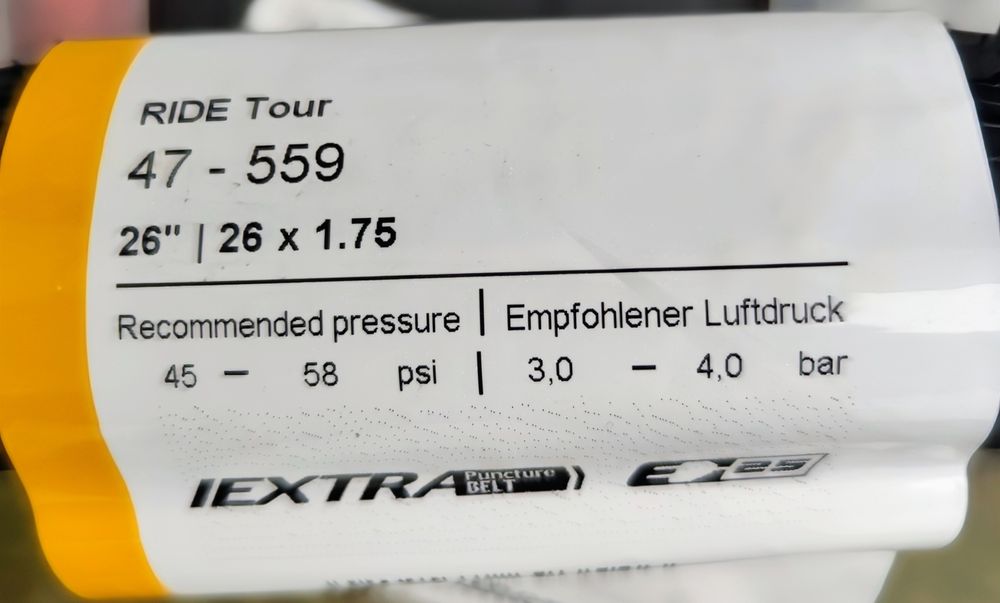 RIDE Tour
47 - 559
26" | 26 x 1.75
Recommended pressure | Empfohlener Luftdruck
45 – 58 psi | 3,0 – 4,0 bar
EXTRA Puncture BELT